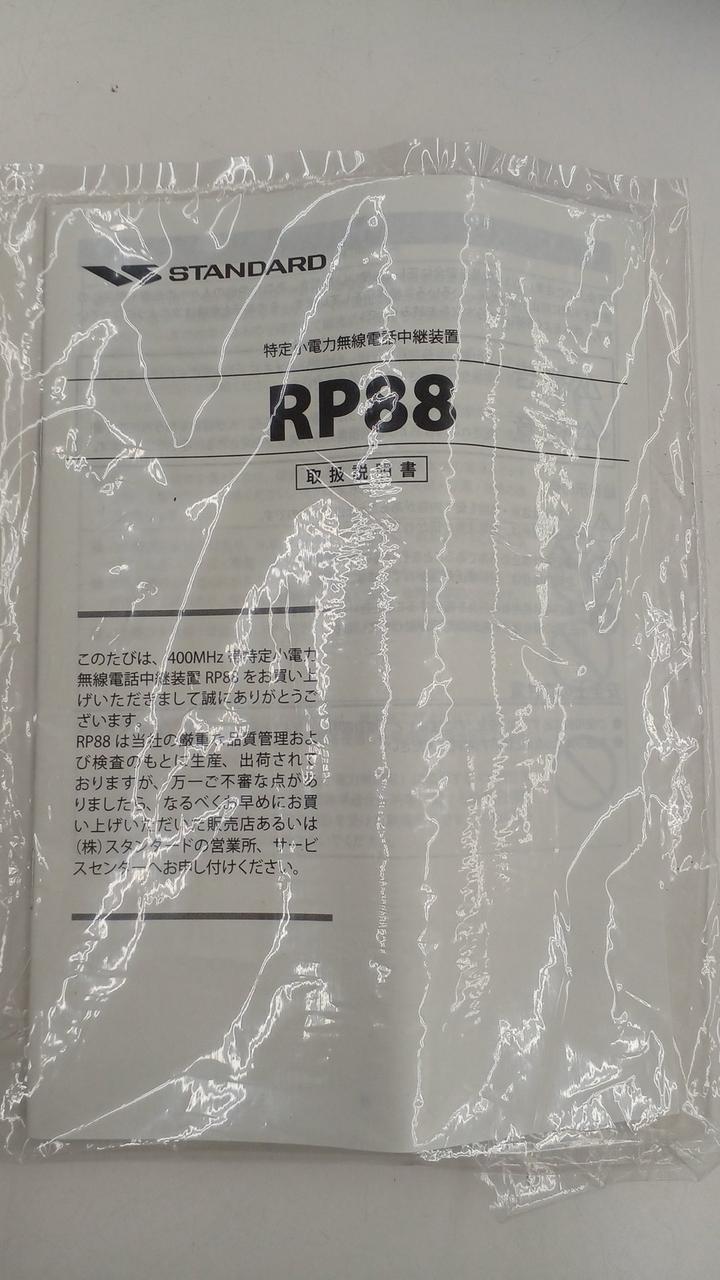 STANDARD
特定小電力無線電話中継装置
RP88
取扱説明書
このたびは、400MHz 帯特定小電力
無線電話中継装置 RP88 をお買い上
げいただきまして誠にありがとうご
ざいます。
RP88 は当社の厳重な品質管理およ
び検査のもとに生産、出荷されて
おりますが、万一ご不審な点があ
りましたら、なるべくお早めにお買
い上げいただいた販売店あるいは
(株)スタンダードの営業所、サービ
スセンターへお申し付けください。